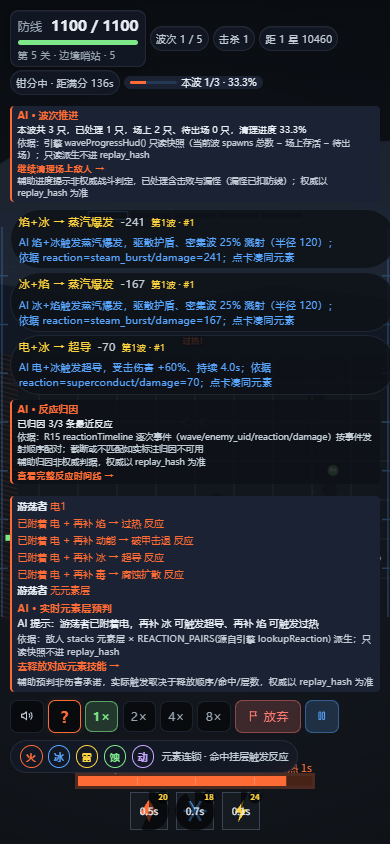 防线 1100 / 1100
第 5 关 · 边境哨站 · 5
波次 1 / 5
击杀 1
距 1 星 10460
钳分中 · 距满分 136s
本波 1/3 · 33.3%
AI · 波次推进
本波共 3 只，已处理 1 只，场上 2 只、待出场 0 只，清潼进度 33.3%
依据：引擎 waveProgressHud() 只读快照（当前波 spawns 总数 − 场上存活 − 待出场）；只读派生不进 replay_hash
继续清理场上敌人 →
辅助进度提示非权威战斗判定，已处理含击败与漏怪（漏怪已扣防线）；权威以 replay_hash 为准
焰+冰 → 蒸汽爆发 -241 第1波 · #1
AI 焰+冰触发蒸汽爆发，驱散护盾、密集波 25% 溅射（半径 120）；
依据 reaction=steam_burst/damage=241；点卡凑同元素
冰+焰 → 蒸汽爆发 -167 第1波 · #1
AI 冰+焰触发蒸汽爆发，驱散护盾、密集波 25% 溅射（半径 120）；
依据 reaction=steam_burst/damage=167；点卡凑同元素
电+冰 → 超导 -70 第1波 · #1
AI 电+冰触发超导，受击伤害 +60%、持续 4.0s；依据
reaction=superconduct/damage=70；点卡凑同元素
过热!
AI · 反应归因
已归因 3/3 条最近反应
依据：R15 reactionTimeline 逐次事件（wave/enemy_uid/reaction/damage）按事件发射顺序配对；截断或不匹配如实标注归因不可用
辅助归因非权威判据，权威以 replay_hash 为准
查看完整反应时间线 →
游荡者 电1
已附着 电 + 再补 焰 → 过热 反应
已附着 电 + 再补 动能 → 破甲击退 反应
已附着 电 + 再补 冰 → 超导 反应
已附着 电 + 再补 毒 → 腐蚀扩散 反应
游荡者 无元素层
AI · 实时元素层预判
AI 提示：游荡者已附着电，再补 冰 可触发超导、再补 焰 可触发过热
依据：敌人 stacks 元素层 × REACTION_PAIRS(源自引擎 lookupReaction) 派生；只读快照不进 replay_hash
去释放对应元素技能 →
辅助预判非伤害承诺，实际触发取决于释放顺序/命中/层数，权威以 replay_hash 为准
?
1×
2×
4×
8×
放弃
火 冰 雷 蚀 动 元素连锁 · 命中挂层触发反应
1s
20 18 24
0.5s 0.7s 0.9s